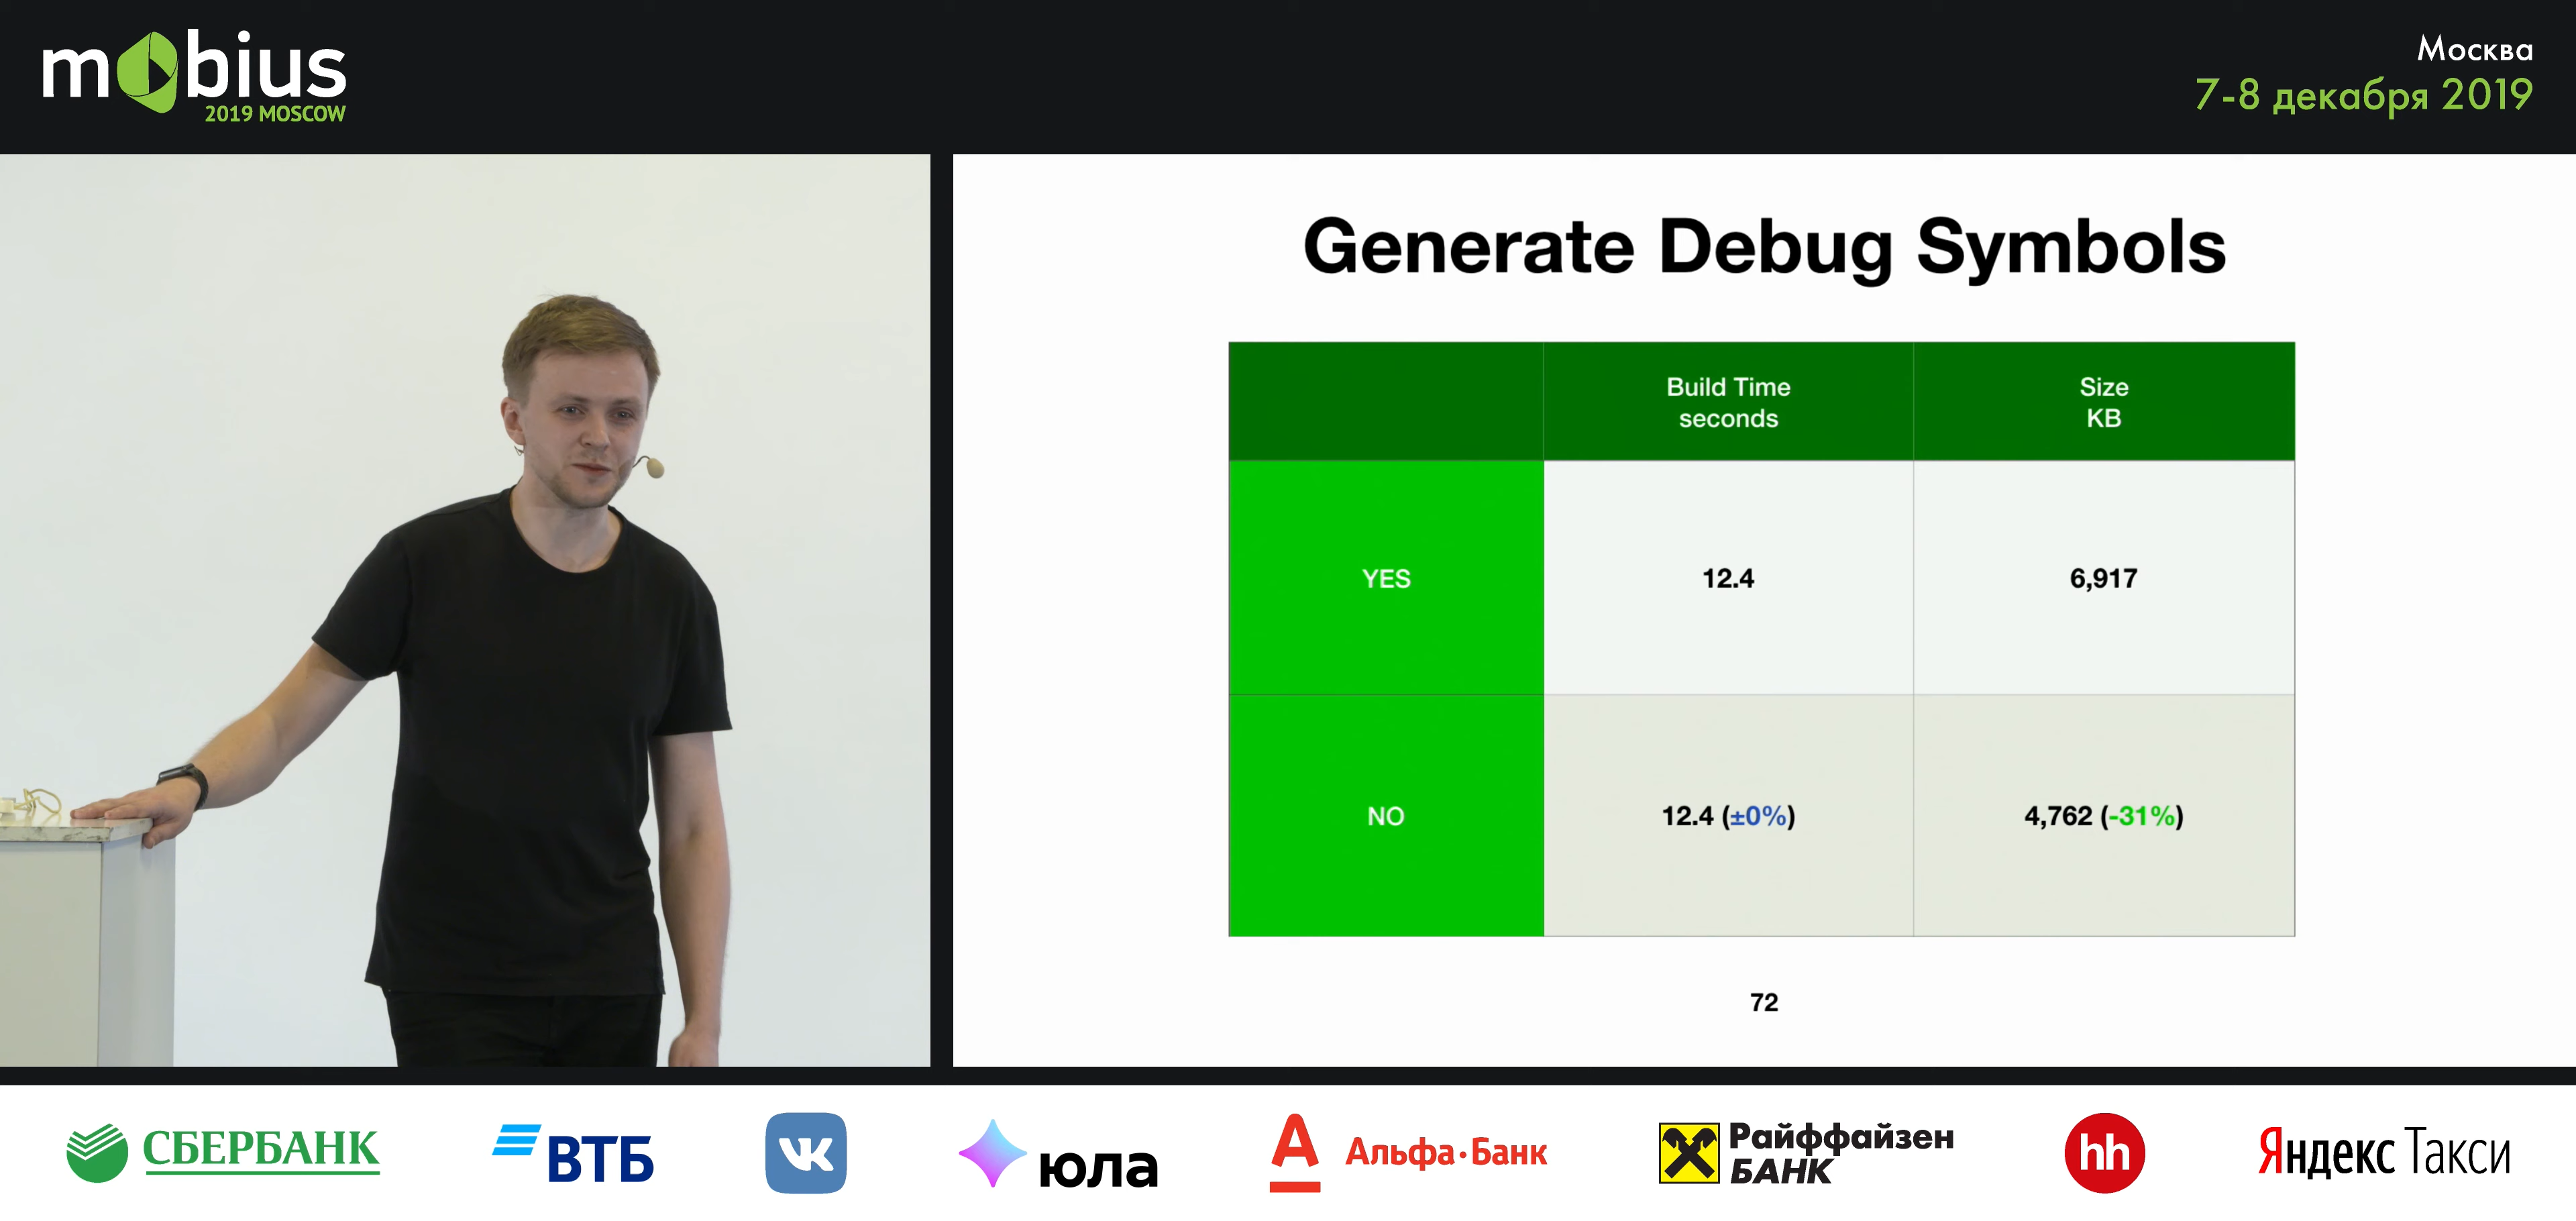 mobius
2019 MOSCOW
Москва
7-8 декабря 2019
Generate Debug Symbols
Build Time
seconds
Size
KB
YES
12.4
6,917
NO
12.4 (±0%)
4,762 (-31%)
72
СБЕРБАНК
ВТБ
VK
юла
А
Альфа·Банк
Райффайзен
БАНК
hh
Яндекс Такси